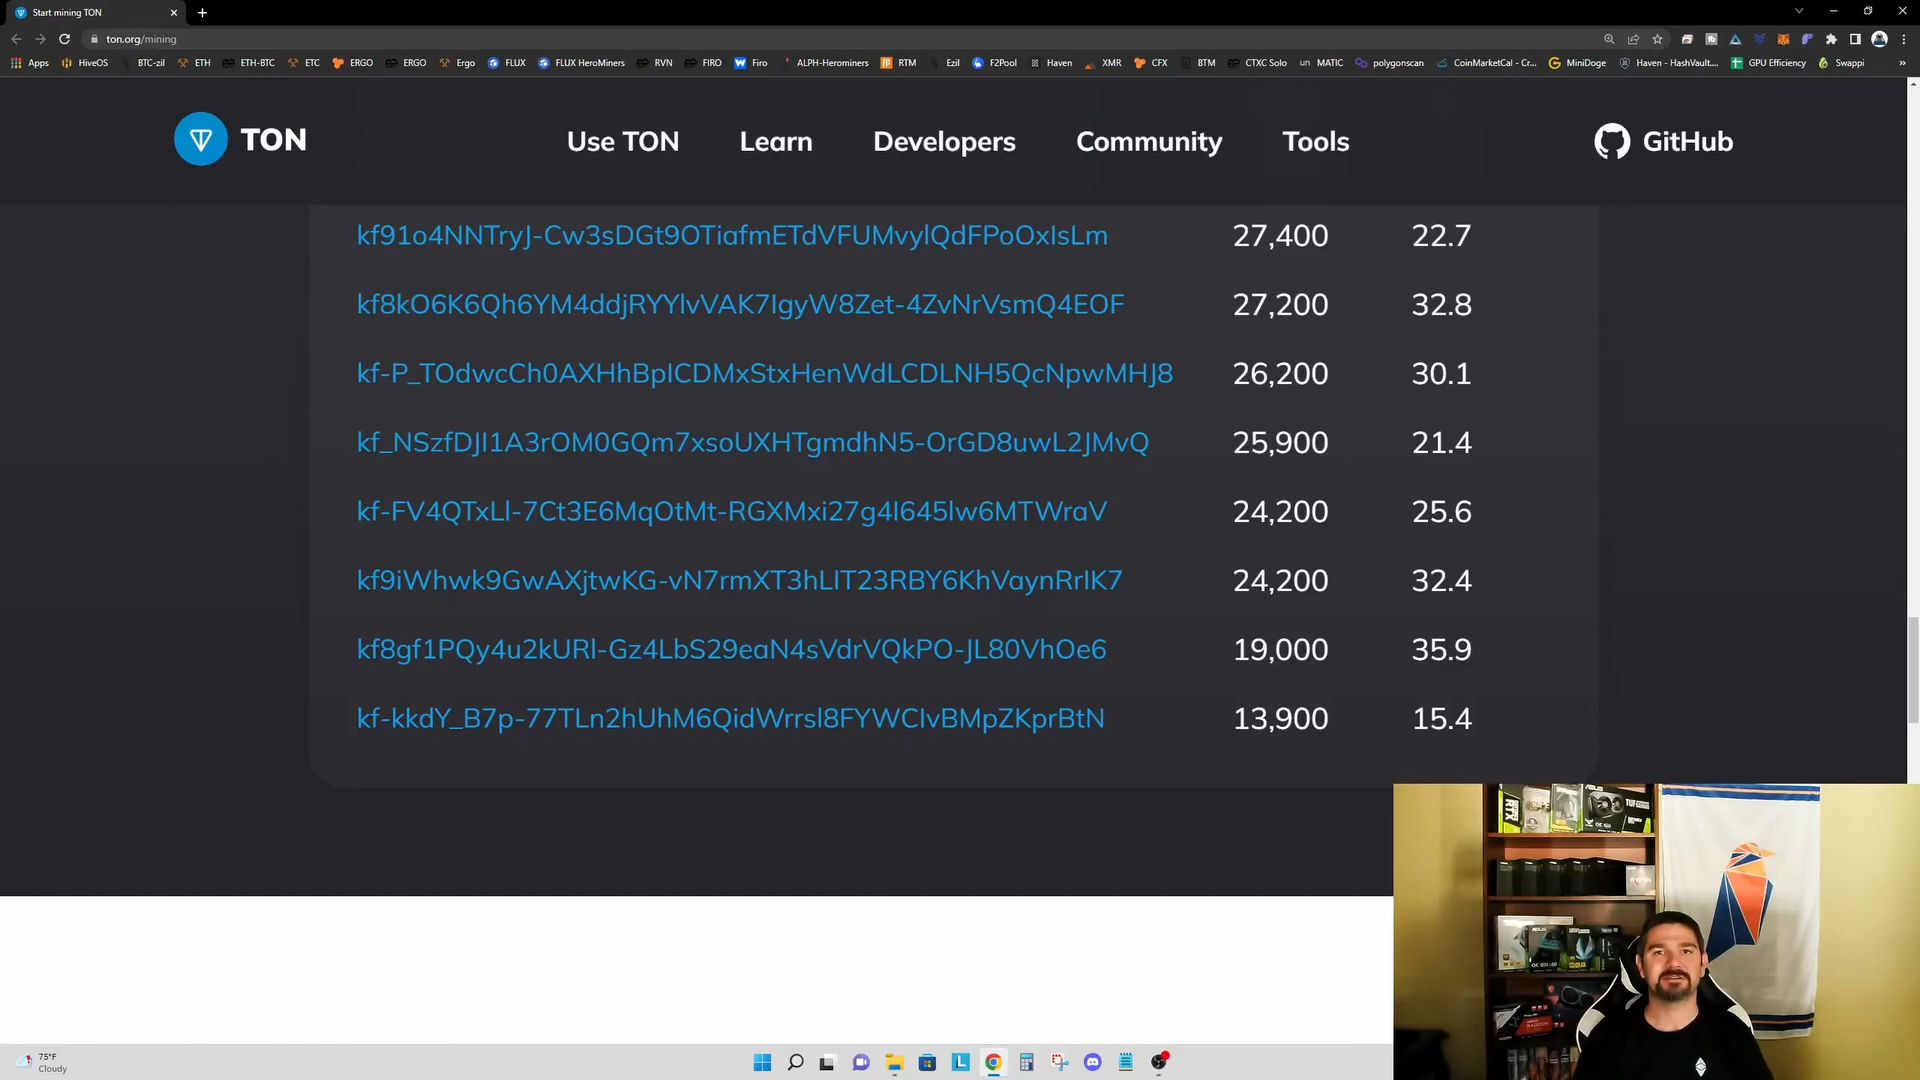 Start mining TON
ton.org/mining
Apps HiveOS BTC-zil ETH ETH-BTC ETC ERGO ERGO Ergo FLUX FLUX HeroMiners RVN FIRO Firo ALPH-Herominers RTM Ezil F2Pool Haven XMR CFX BTM CTXC Solo MATIC polygonscan CoinMarketCal - Cr... MiniDoge Haven - HashVault.... GPU Efficiency Swappi
TON Use TON Learn Developers Community Tools GitHub
kf91o4NNTryJ-Cw3sDGt9OTiafmETdVFUMvylQdFPoOxIsLm 27,400 22.7
kf8kO6K6Qh6YM4ddjRYYlvVAK7IgyW8Zet-4ZvNrVsmQ4EOF 27,200 32.8
kf-P_TOdwcCh0AXHhBpICDMxStxHenWdLCDLNH5QcNpwMHJ8 26,200 30.1
kf_NSzfDJI1A3rOM0GQm7xsoUXHTgmdhN5-OrGD8uwL2JMvQ 25,900 21.4
kf-FV4QTxLl-7Ct3E6MqOtMt-RGXMxi27g4I645lw6MTWraV 24,200 25.6
kf9iWhwk9GwAXjtwKG-vN7rmXT3hLIT23RBY6KhVaynRrIK7 24,200 32.4
kf8gf1PQy4u2kURl-Gz4LbS29eaN4sVdrVQkPO-JL80VhOe6 19,000 35.9
kf-kkdY_B7p-77TLn2hUhM6QidWrrsl8FYWCIvBMpZKprBtN 13,900 15.4
75°F
Cloudy